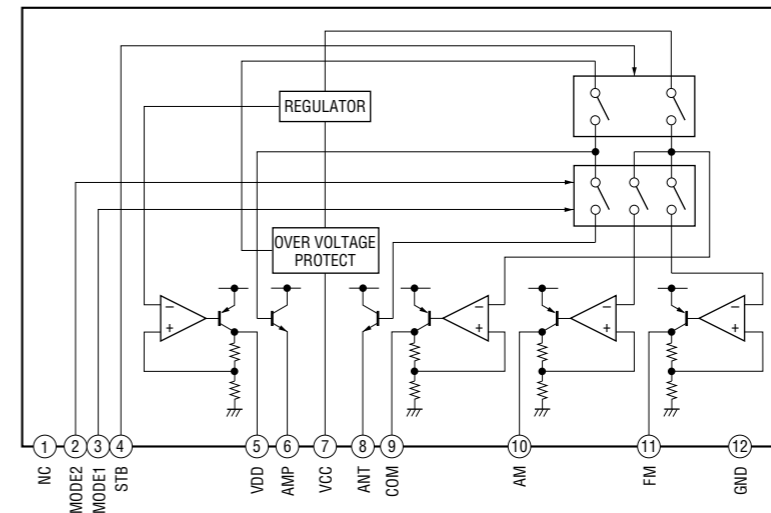 REGULATOR
OVER VOLTAGE
PROTECT
−
+
−
+
−
+
−
+
1
2
3
4
5
6
7
8
9
10
11
12
NC
MODE2
MODE1
STB
VDD
AMP
VCC
ANT
COM
AM
FM
GND